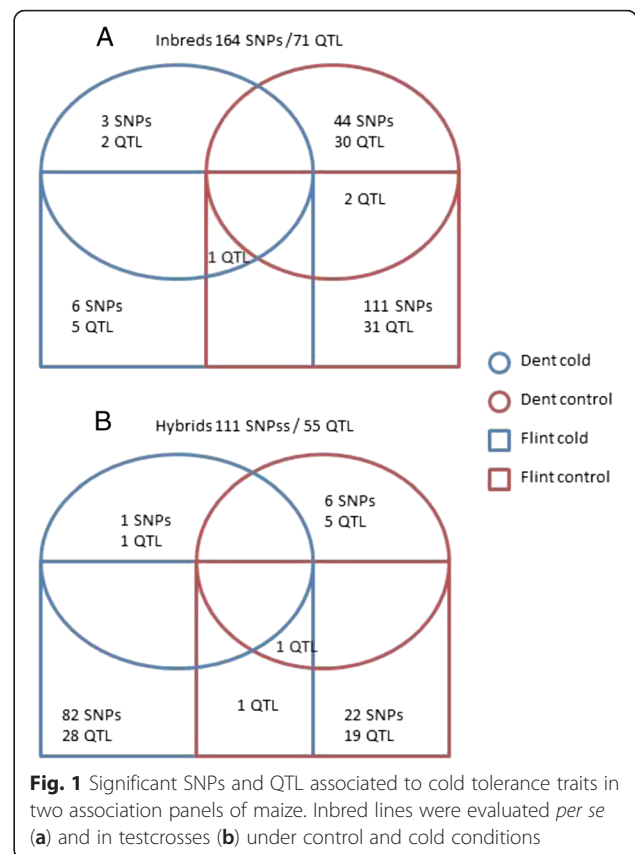 A
Inbreds 164 SNPs /71 QTL
3 SNPs
2 QTL
44 SNPs
30 QTL
2 QTL
1 QTL
6 SNPs
5 QTL
111 SNPs
31 QTL
Dent cold
Dent control
Flint cold
Flint control
B
Hybrids 111 SNPss / 55 QTL
1 SNPs
1 QTL
6 SNPs
5 QTL
1 QTL
1 QTL
82 SNPs
28 QTL
22 SNPs
19 QTL
Fig. 1 Significant SNPs and QTL associated to cold tolerance traits in
two association panels of maize. Inbred lines were evaluated per se
(a) and in testcrosses (b) under control and cold conditions